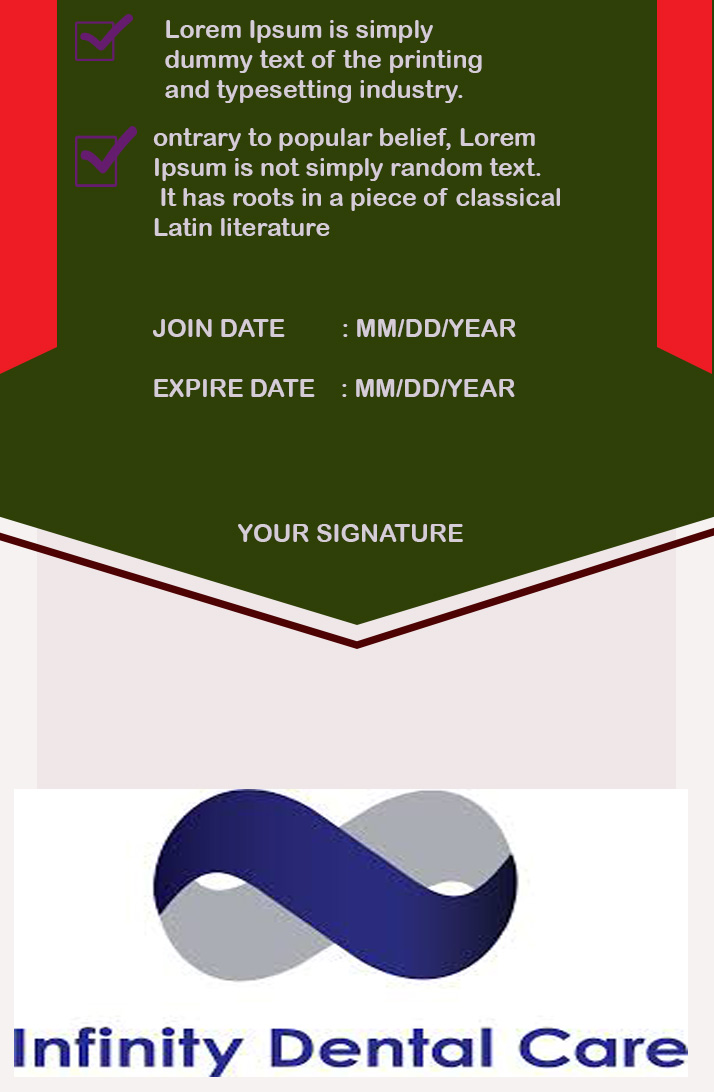 Lorem Ipsum is simply
dummy text of the printing
and typesetting industry.
ontrary to popular belief, Lorem
Ipsum is not simply random text.
It has roots in a piece of classical
Latin literature
JOIN DATE : MM/DD/YEAR
EXPIRE DATE : MM/DD/YEAR
YOUR SIGNATURE
Infinity Dental Care